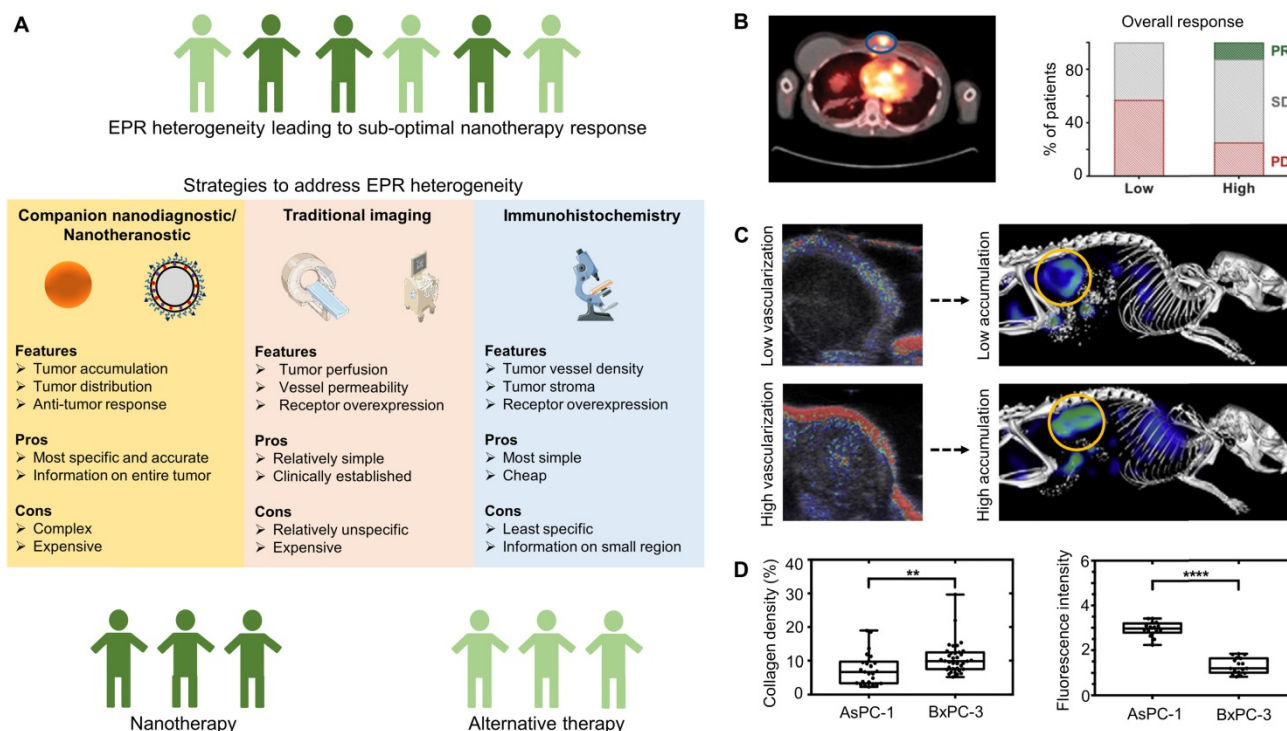 A
EPR heterogeneity leading to sub-optimal nanotherapy response
Strategies to address EPR heterogeneity
Companion nanodiagnostic/
Nanotheranostic
Features
➢ Tumor accumulation
➢ Tumor distribution
➢ Anti-tumor response
Pros
➢ Most specific and accurate
➢ Information on entire tumor
Cons
➢ Complex
➢ Expensive
Traditional imaging
Features
➢ Tumor perfusion
➢ Vessel permeability
➢ Receptor overexpression
Pros
➢ Relatively simple
➢ Clinically established
Cons
➢ Relatively unspecific
➢ Expensive
Immunohistochemistry
Features
➢ Tumor vessel density
➢ Tumor stroma
➢ Receptor overexpression
Pros
➢ Most simple
➢ Cheap
Cons
➢ Least specific
➢ Information on small region
Nanotherapy
Alternative therapy
B
Overall response
% of patients
80
40
0
Low
High
PR
SD
PD
C
Low vascularization
Low accumulation
High vascularization
High accumulation
D
Collagen density (%)
40
30
20
10
0
**
AsPC-1
BxPC-3
Fluorescence intensity
6
4
2
0
****
AsPC-1
BxPC-3